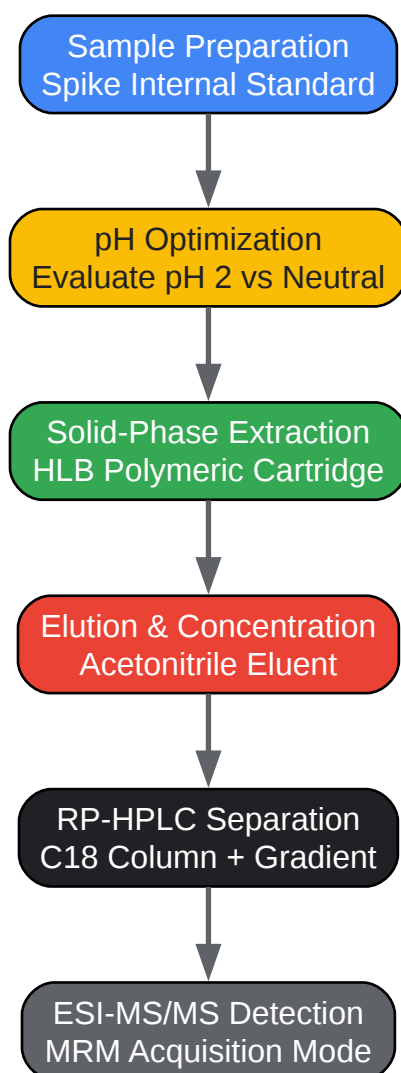 Sample Preparation
Spike Internal Standard
pH Optimization
Evaluate pH 2 vs Neutral
Solid-Phase Extraction
HLB Polymeric Cartridge
Elution & Concentration
Acetonitrile Eluent
RP-HPLC Separation
C18 Column + Gradient
ESI-MS/MS Detection
MRM Acquisition Mode